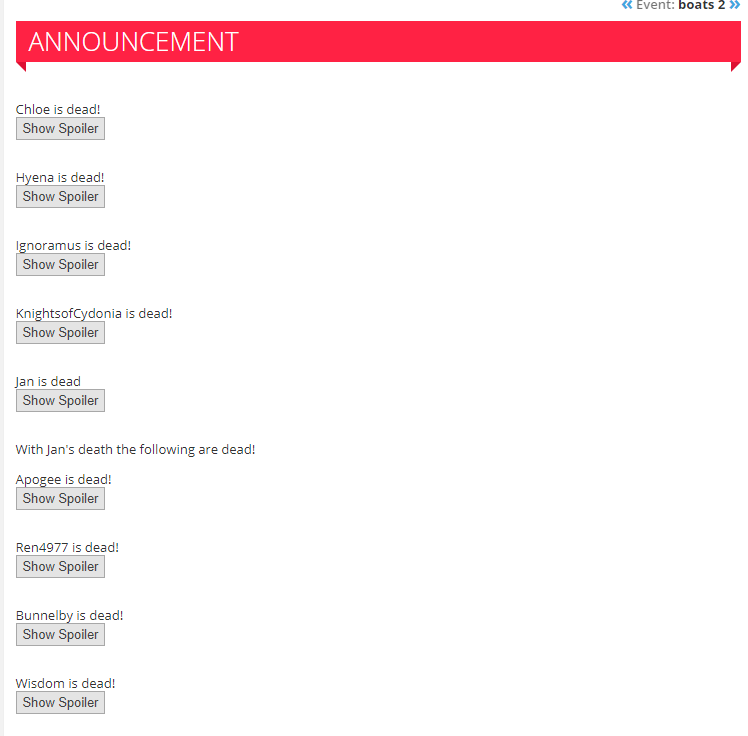 « Event: boats 2 »
ANNOUNCEMENT
Chloe is dead!
Show Spoiler
Hyena is dead!
Show Spoiler
Ignoramus is dead!
Show Spoiler
KnightsofCydonia is dead!
Show Spoiler
Jan is dead
Show Spoiler
With Jan's death the following are dead!
Apogee is dead!
Show Spoiler
Ren4977 is dead!
Show Spoiler
Bunnelby is dead!
Show Spoiler
Wisdom is dead!
Show Spoiler